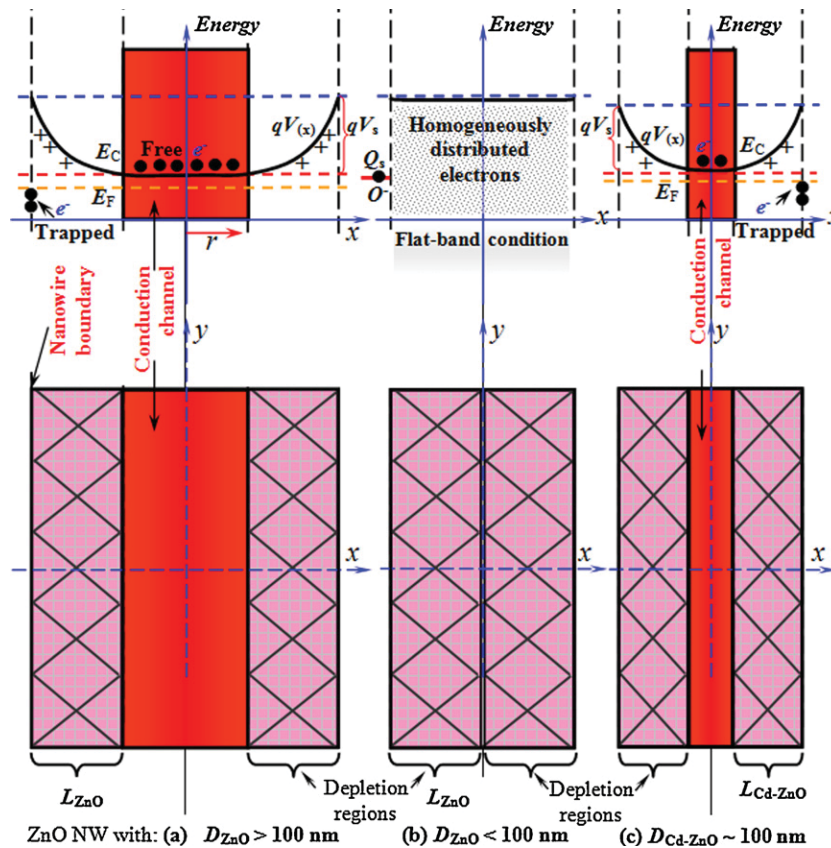 Energy
Energy
Energy
qV(x)
qVs
EC
Free
e-
EF
e-
Trapped
r
x
Homogeneously
distributed
electrons
Qs
O-
x
Flat-band condition
qVs
qV(x)
e-
EC
EF
e-
x
Nanowire
boundary
Conduction
channel
y
y
Conduction
channel
y
x
x
x
LZnO
Depletion
regions
LZnO
Depletion
regions
LCd-ZnO
ZnO NW with: (a) DZnO > 100 nm (b) DZnO < 100 nm (c) DCd-ZnO ~ 100 nm